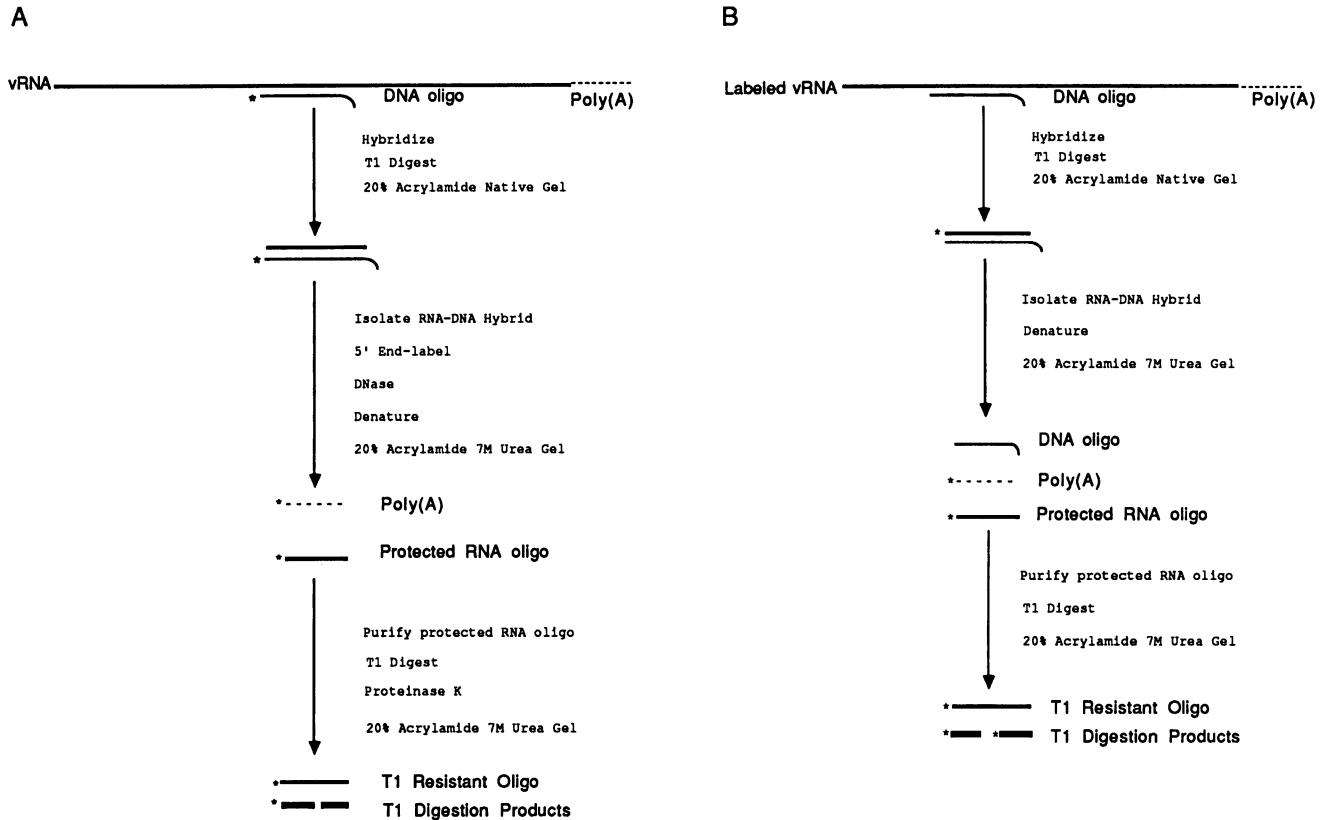 A
vRNA
* DNA oligo
Poly(A)
Hybridize
T1 Digest
20% Acrylamide Native Gel
*
Isolate RNA-DNA Hybrid
5' End-label
DNase
Denature
20% Acrylamide 7M Urea Gel
* Poly(A)
* Protected RNA oligo
Purify protected RNA oligo
T1 Digest
Proteinase K
20% Acrylamide 7M Urea Gel
* T1 Resistant Oligo
* T1 Digestion Products
B
Labeled vRNA
DNA oligo
Poly(A)
Hybridize
T1 Digest
20% Acrylamide Native Gel
*
Isolate RNA-DNA Hybrid
Denature
20% Acrylamide 7M Urea Gel
DNA oligo
* Poly(A)
* Protected RNA oligo
Purify protected RNA oligo
T1 Digest
20% Acrylamide 7M Urea Gel
* T1 Resistant Oligo
* * T1 Digestion Products